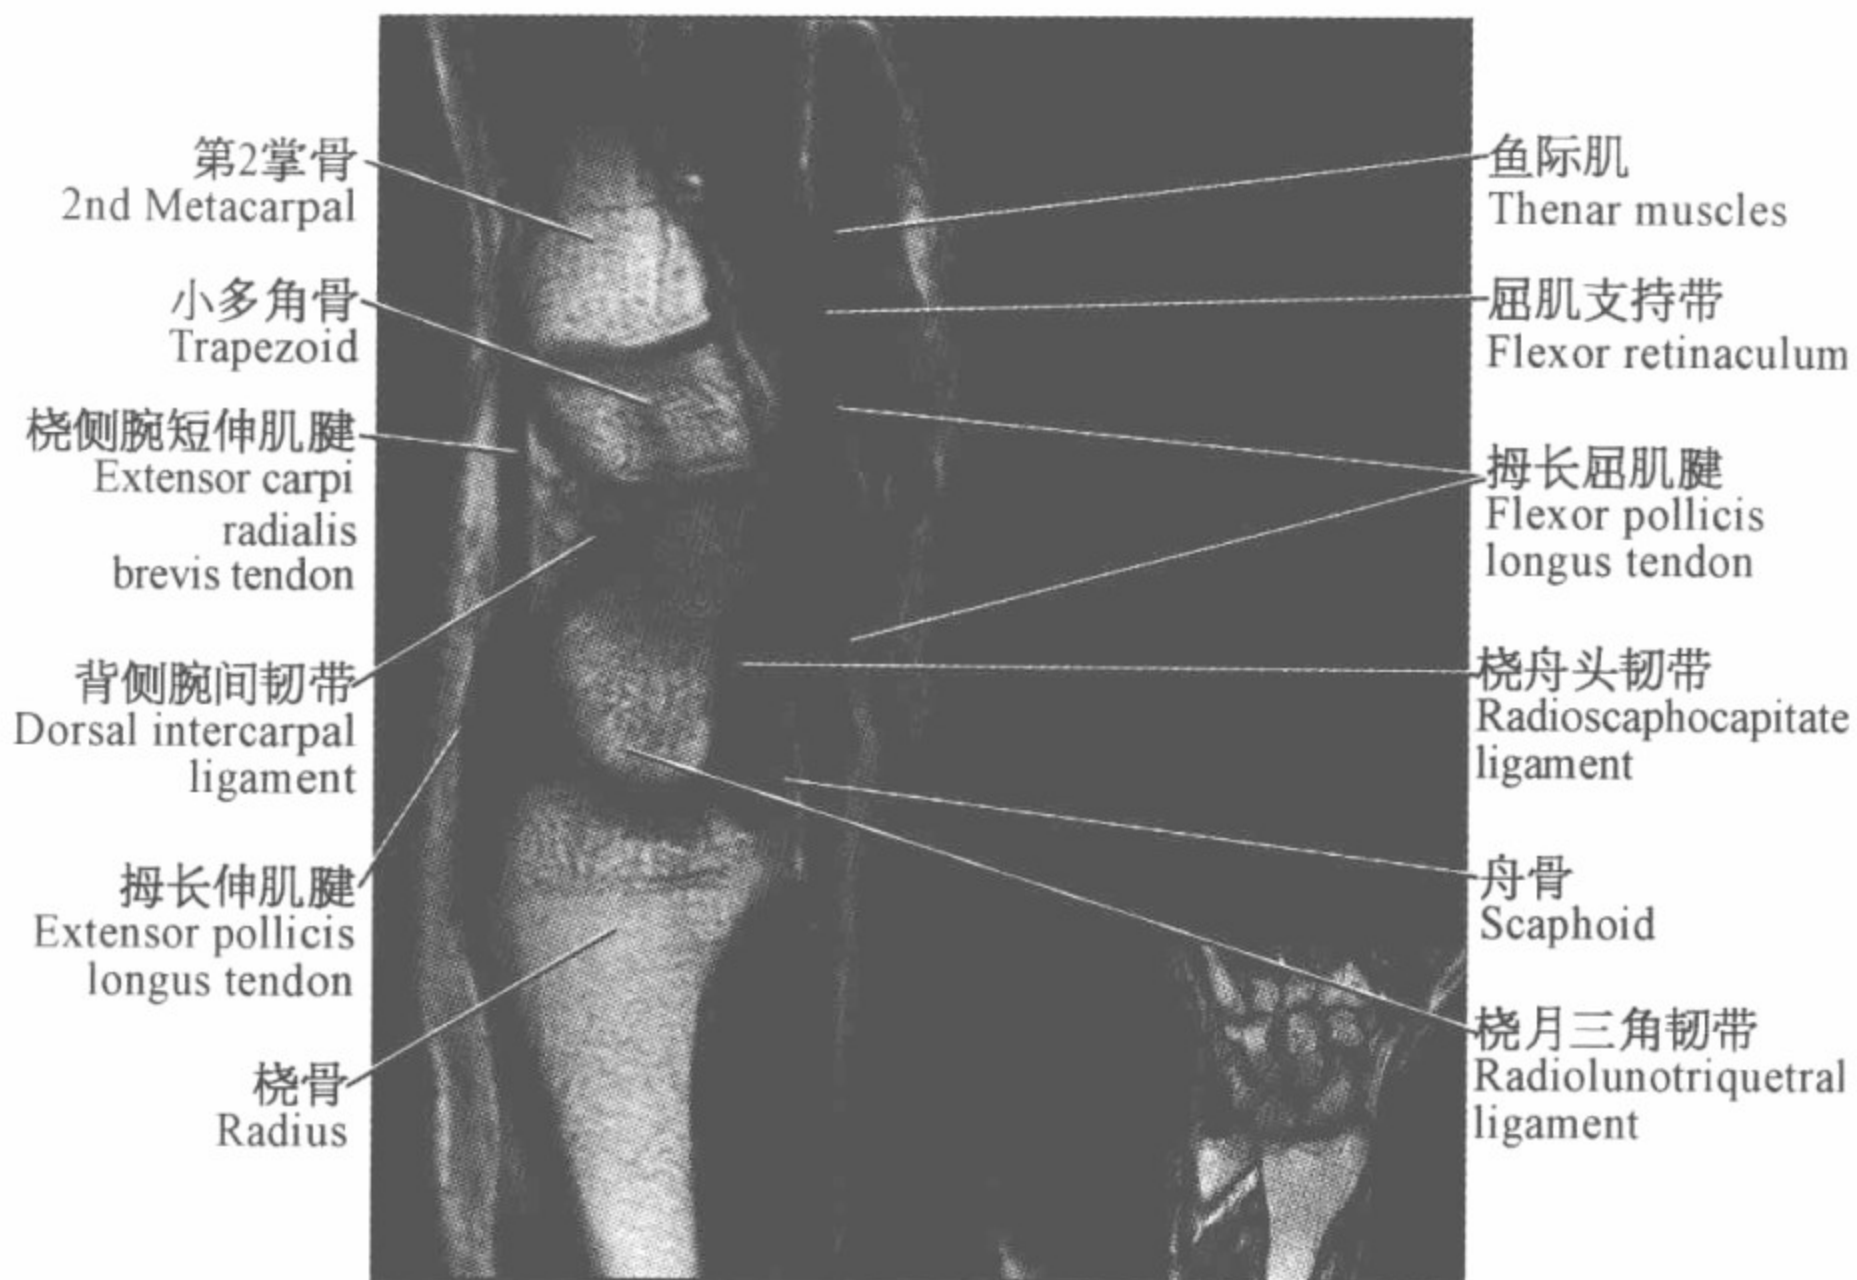 第2掌骨
2nd Metacarpal
小多角骨
Trapezoid
桡侧腕短伸肌腱
Extensor carpi
radialis
brevis tendon
背侧腕间韧带
Dorsal intercarpal
ligament
拇长伸肌腱
Extensor pollicis
longus tendon
桡骨
Radius
鱼际肌
Thenar muscles
屈肌支持带
Flexor retinaculum
拇长屈肌腱
Flexor pollicis
longus tendon
桡舟头韧带
Radioscaphocapitate
ligament
舟骨
Scaphoid
桡月三角韧带
Radiolunotriquetral
ligament